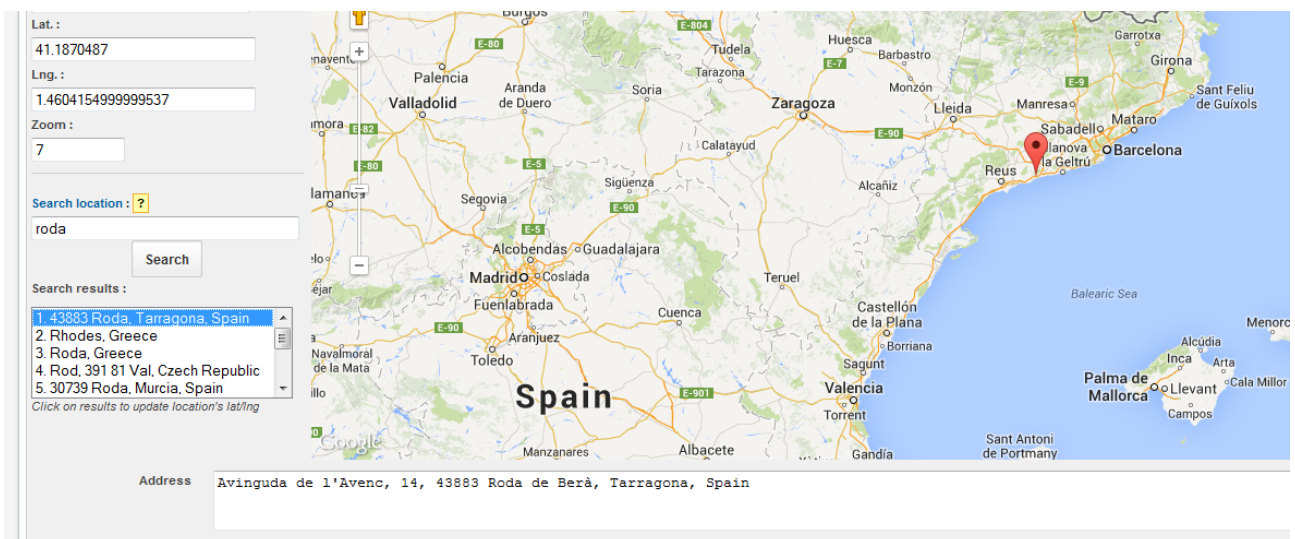 Lat. :
41.1870487
Lng. :
1.4604154999999537
Zoom :
7
Search location : ?
roda
Search
Search results :
1. 43883 Roda, Tarragona, Spain
2. Rhodes, Greece
3. Roda, Greece
4. Rod, 391 81 Val, Czech Republic
5. 30739 Roda, Murcia, Spain
Click on results to update location's lat/lng
Burgos
E-804
Garrotxa
Huesca
Tudela
E-80
Barbastro
Girona
E-7
Palencia
Tarazona
E-9
Aranda
de Duero
Soria
Monzón
Sant Feliu
de Guíxols
Valladolid
Zaragoza
Lleida
Manresa
Mataro
E-82
Sabadell
E-90
Calatayud
lanova
la Geltrú
Barcelona
E-80
E-5
Reus
Sigüenza
Alcañiz
Segovia
E-90
E-5
Alcobendas
Guadalajara
Madrid
Coslada
Teruel
Balearic Sea
Fuenlabrada
Cuenca
Castellón
de la Plana
E-90
Aranjuez
Menorc
Alcúdia
Borriana
Navalmoral
de la Mata
Toledo
Inca
Arta
Sagunt
Palma de
Mallorca
Llevant
Cala Millor
Spain
E-901
Valencia
Torrent
Campos
Google
Manzanares
Albacete
Gandía
Sant Antoni
de Portmany
Address
Avinguda de l'Avenc, 14, 43883 Roda de Berà, Tarragona, Spain